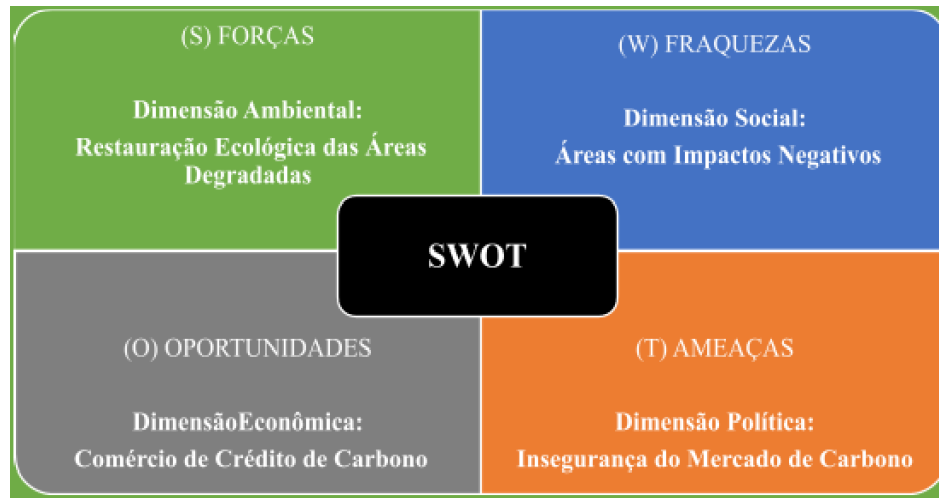 (S) FORÇAS
Dimensão Ambiental:
Restauração Ecológica das Áreas
Degradadas
(W) FRAQUEZAS
Dimensão Social:
Áreas com Impactos Negativos
SWOT
(O) OPORTUNIDADES
DimensãoEconômica:
Comércio de Crédito de Carbono
(T) AMEAÇAS
Dimensão Política:
Insegurança do Mercado de Carbono